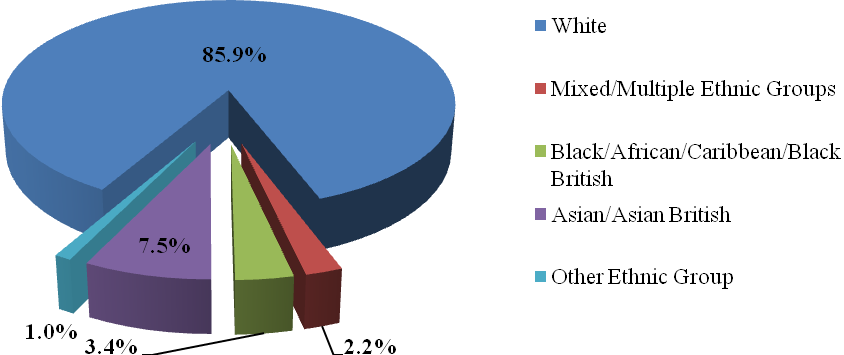 85.9%
7.5%
1.0%
3.4%
2.2%
White
Mixed/Multiple Ethnic Groups
Black/African/Caribbean/Black
British
Asian/Asian British
Other Ethnic Group